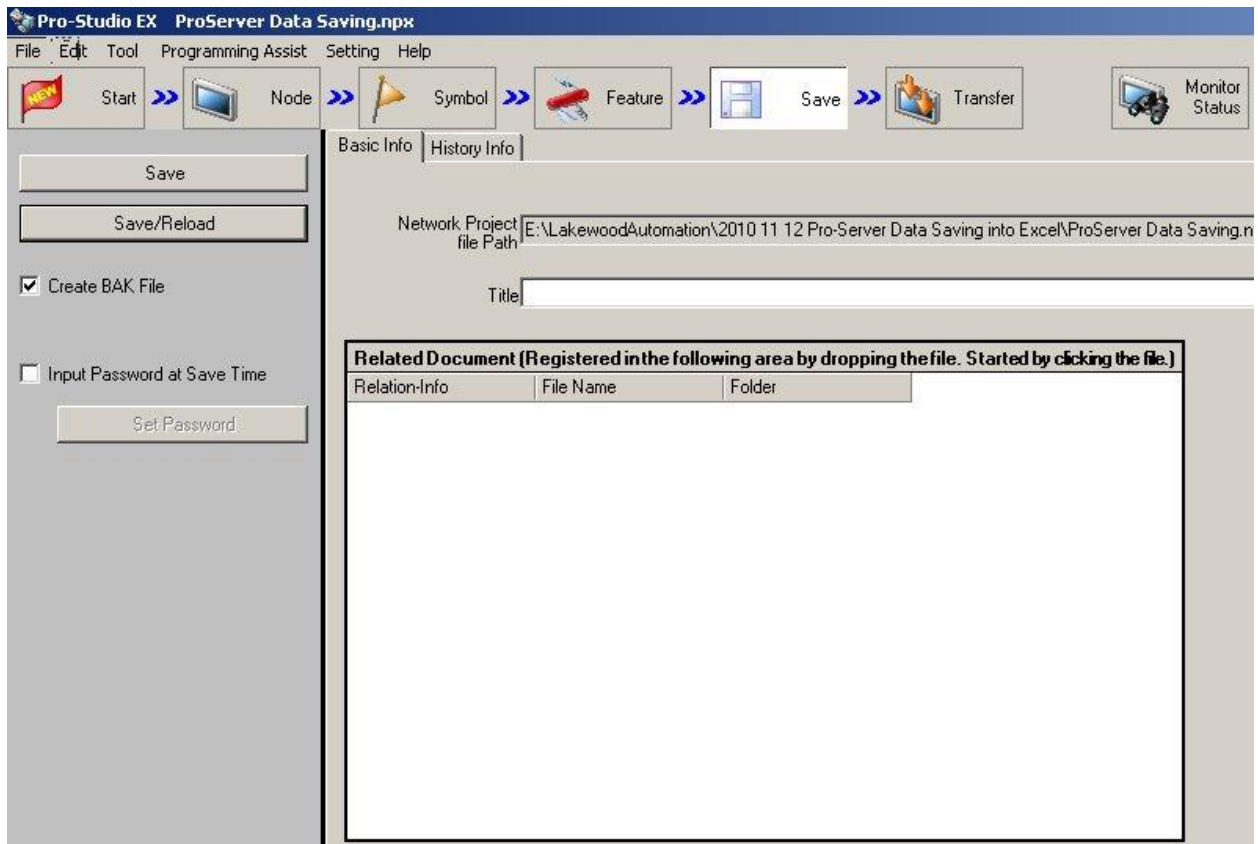 Pro-Studio EX ProServer Data Saving.npx
File Edit Tool Programming Assist Setting Help
NEW Start Node Symbol Feature Save Transfer Monitor Status
Basic Info History Info
Save
Save/Reload
Network Project file Path E:\LakewoodAutomation\2010 11 12 Pro-Server Data Saving into Excel\ProServer Data Saving.n
Create BAK File
Title
Related Document (Registered in the following area by dropping the file. Started by clicking the file.)
Input Password at Save Time
Relation-Info File Name Folder
Set Password